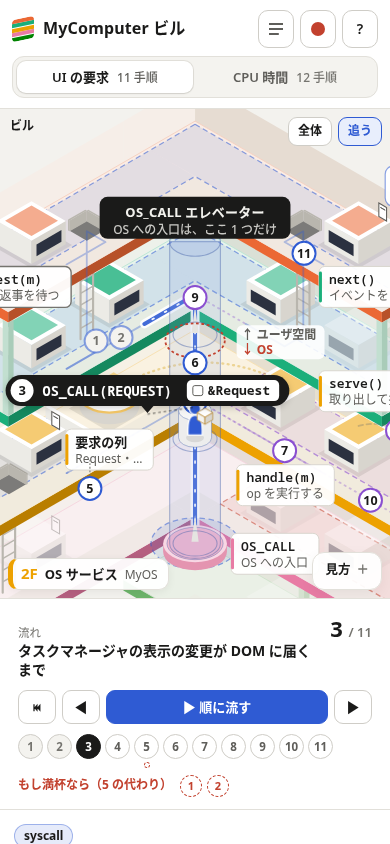 MyComputer ビル
?
UI の要求 11 手順
CPU 時間 12 手順
ビル
全体
追う
OS_CALL エレベーター
OS への入口は、ここ 1 つだけ
11
est(m)
返事を待つ
next()
イベントを
9
1
2
↑ ユーザ空間
↓ OS
6
3 OS_CALL(REQUEST) &Request
serve()
取り出して
要求の列
Request・…
5
7
handle(m)
op を実行する
10
OS_CALL
OS への入口
2F OS サービス MyOS
見方 +
流れ
3 / 11
タスクマネージャの表示の変更が DOM に届く
まで
⏮ ◀ ▶ 順に流す ▶
1 2 3 4 5 6 7 8 9 10 11
もし満杯なら（5 の代わり） 1 2
syscall